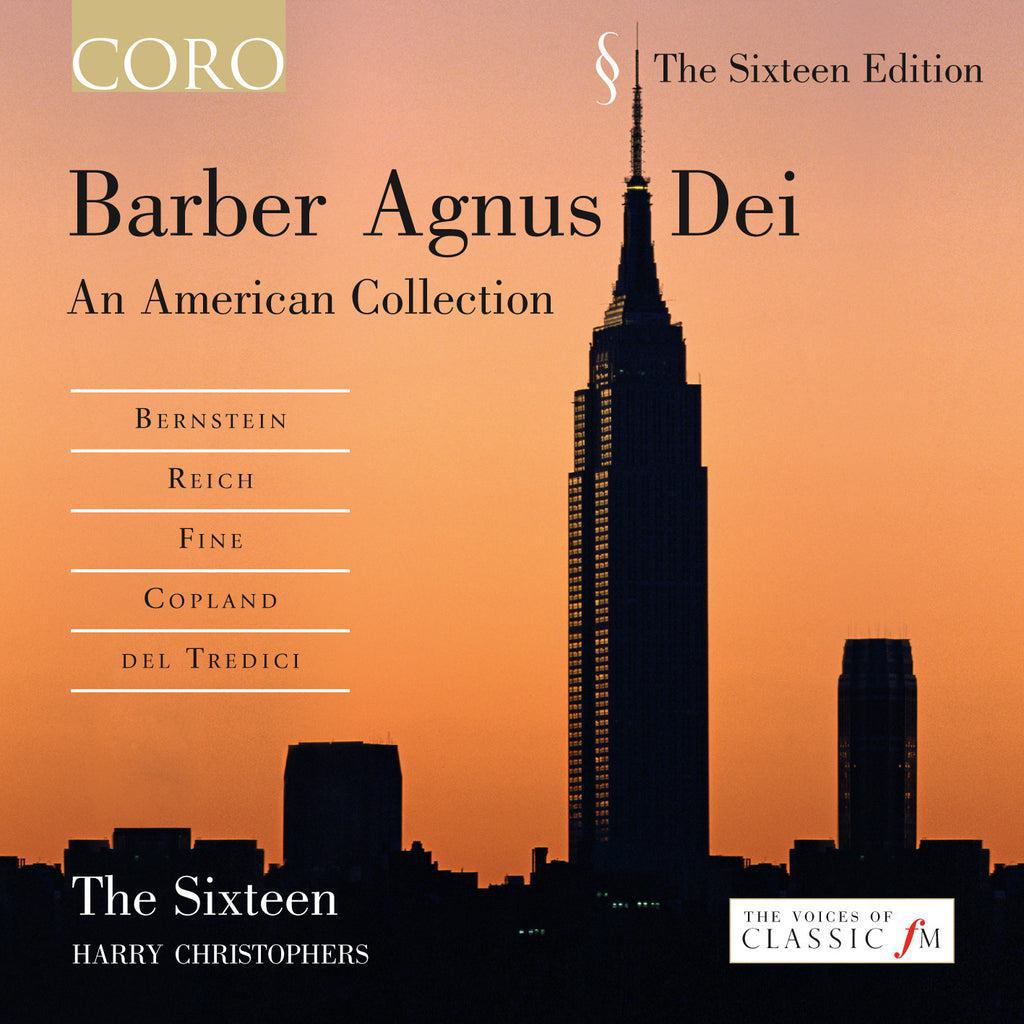 CORO
§ The Sixteen Edition
Barber Agnus Dei
An American Collection
BERNSTEIN
REICH
FINE
COPLAND
DEL TREDICI
The Sixteen
HARRY CHRISTOPHERS
THE VOICES OF
CLASSIC fM